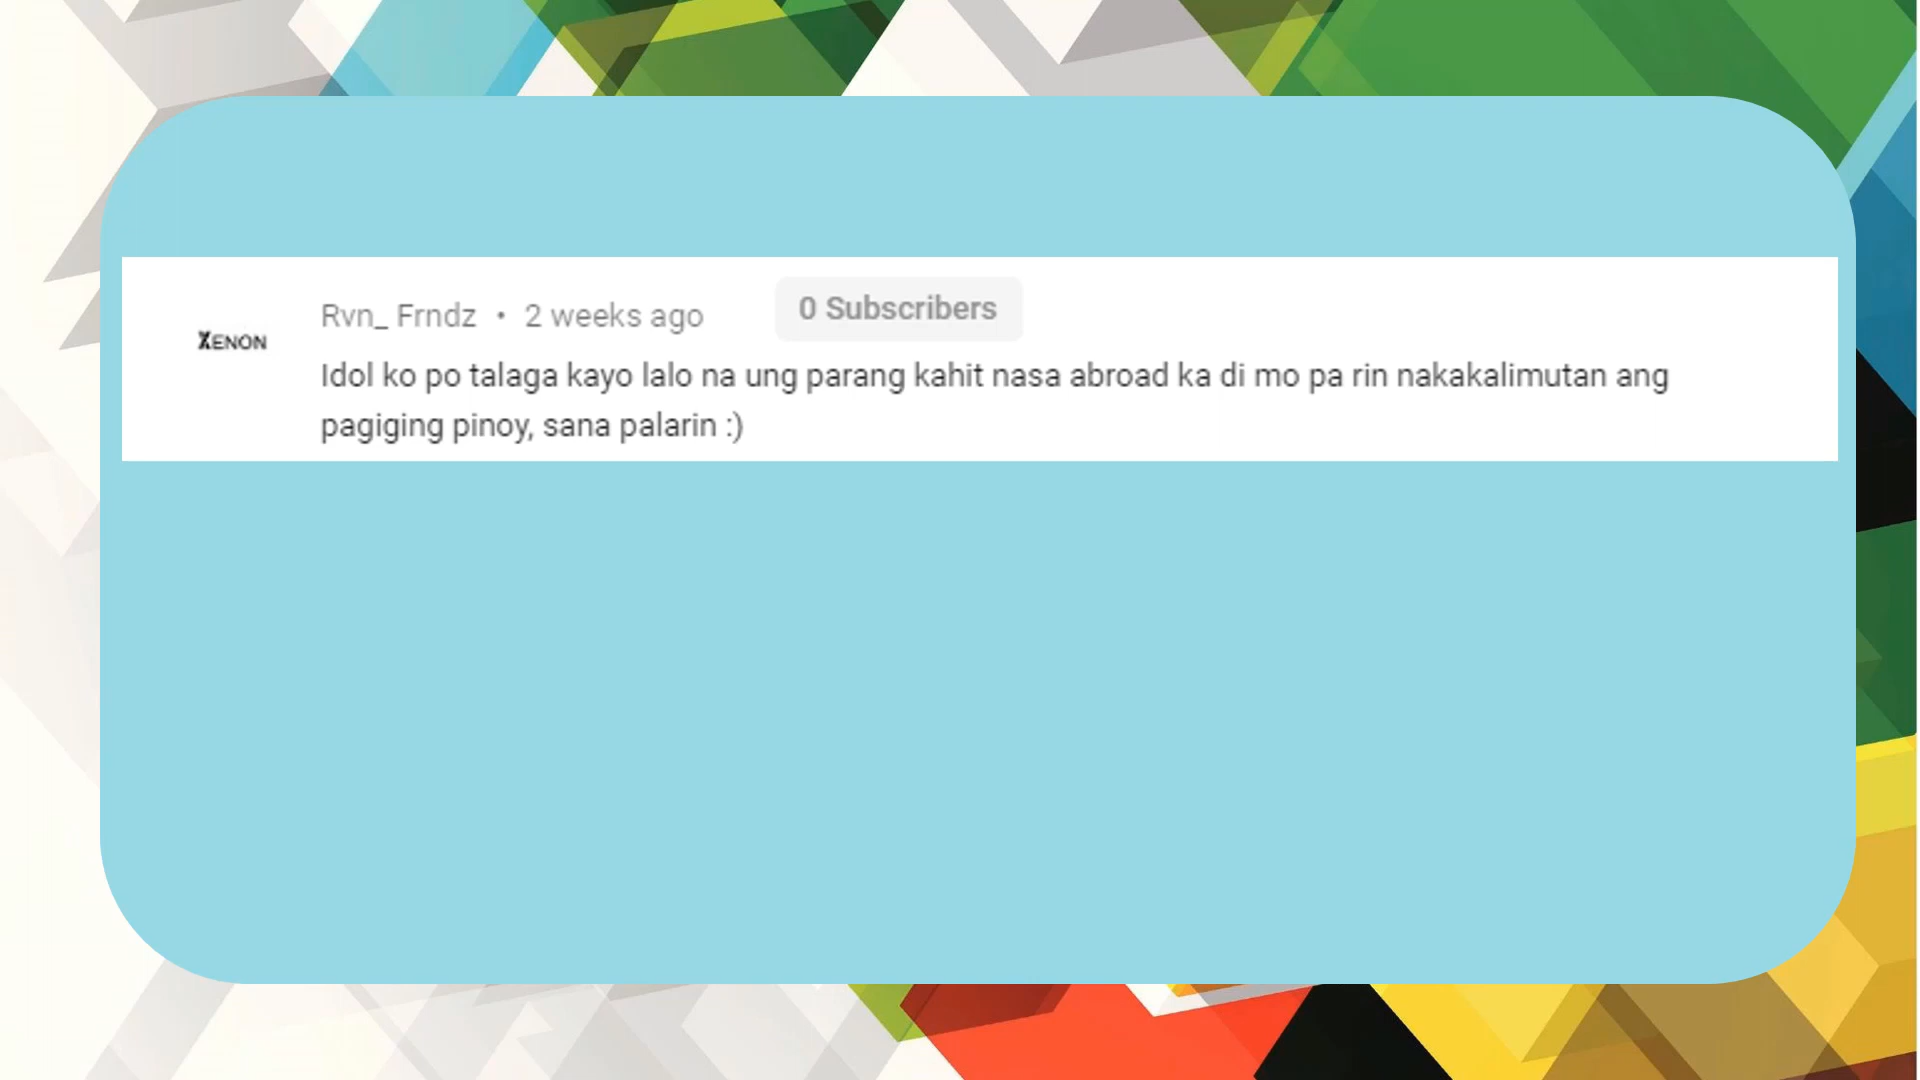 Rvn_ Frndz • 2 weeks ago 0 Subscribers
XENON
Idol ko po talaga kayo lalo na ung parang kahit nasa abroad ka di mo pa rin nakakalimutan ang
pagiging pinoy, sana palarin :)